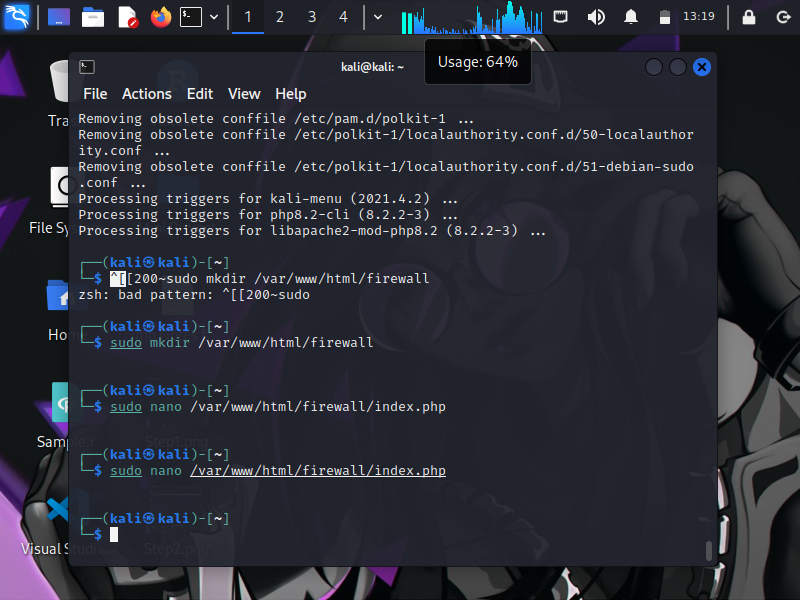 1 2 3 4 13:19
Usage: 64%
kali@kali: ~
File Actions Edit View Help
Removing obsolete conffile /etc/pam.d/polkit-1 ...
Removing obsolete conffile /etc/polkit-1/localauthority.conf.d/50-localauthor
ity.conf ...
Removing obsolete conffile /etc/polkit-1/localauthority.conf.d/51-debian-sudo
.conf ...
Processing triggers for kali-menu (2021.4.2) ...
Processing triggers for php8.2-cli (8.2.2-3) ...
Processing triggers for libapache2-mod-php8.2 (8.2.2-3) ...
┌──(kali㉿kali)-[~]
└─$ ^[[200~sudo mkdir /var/www/html/firewall
zsh: bad pattern: ^[[200~sudo
┌──(kali㉿kali)-[~]
└─$ sudo mkdir /var/www/html/firewall
┌──(kali㉿kali)-[~]
└─$ sudo nano /var/www/html/firewall/index.php
┌──(kali㉿kali)-[~]
└─$ sudo nano /var/www/html/firewall/index.php
┌──(kali㉿kali)-[~]
└─$
File Sy
Step1.png
Visual
Step2.png